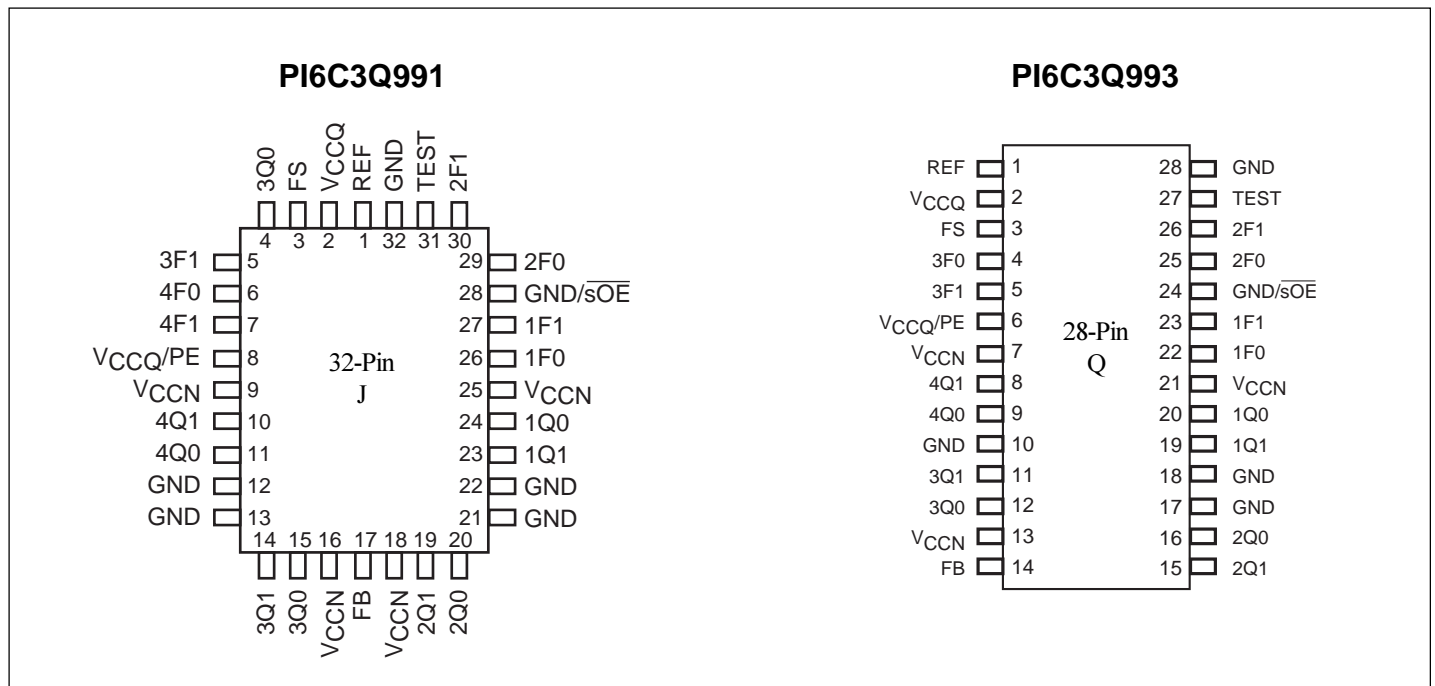 PI6C3Q991
3Q0
FS
VCCQ
REF
GND
TEST
2F1
4 3 2 1 32 31 30
3F1 5
4F0 6
4F1 7
VCCQ/PE 8
VCCN 9
4Q1 10
4Q0 11
GND 12
GND 13
32-Pin
J
29 2F0
28 GND/sOE
27 1F1
26 1F0
25 VCCN
24 1Q0
23 1Q1
22 GND
21 GND
14 15 16 17 18 19 20
3Q1
3Q0
VCCN
FB
VCCN
2Q1
2Q0
PI6C3Q993
REF 1
VCCQ 2
FS 3
3F0 4
3F1 5
VCCQ/PE 6
VCCN 7
4Q1 8
4Q0 9
GND 10
3Q1 11
3Q0 12
VCCN 13
FB 14
28-Pin
Q
28 GND
27 TEST
26 2F1
25 2F0
24 GND/sOE
23 1F1
22 1F0
21 VCCN
20 1Q0
19 1Q1
18 GND
17 GND
16 2Q0
15 2Q1